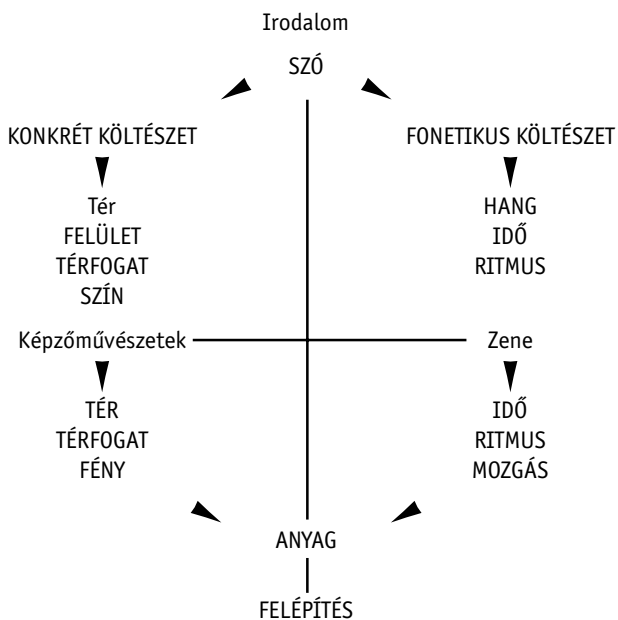 Irodalom
SZÓ
KONKRÉT KÖLTÉSZET
FONETIKUS KÖLTÉSZET
Tér
FELÜLET
TÉRFOGAT
SZÍN
HANG
IDŐ
RITMUS
Képzőművészetek
Zene
TÉR
TÉRFOGAT
FÉNY
IDŐ
RITMUS
MOZGÁS
ANYAG
FELÉPÍTÉS